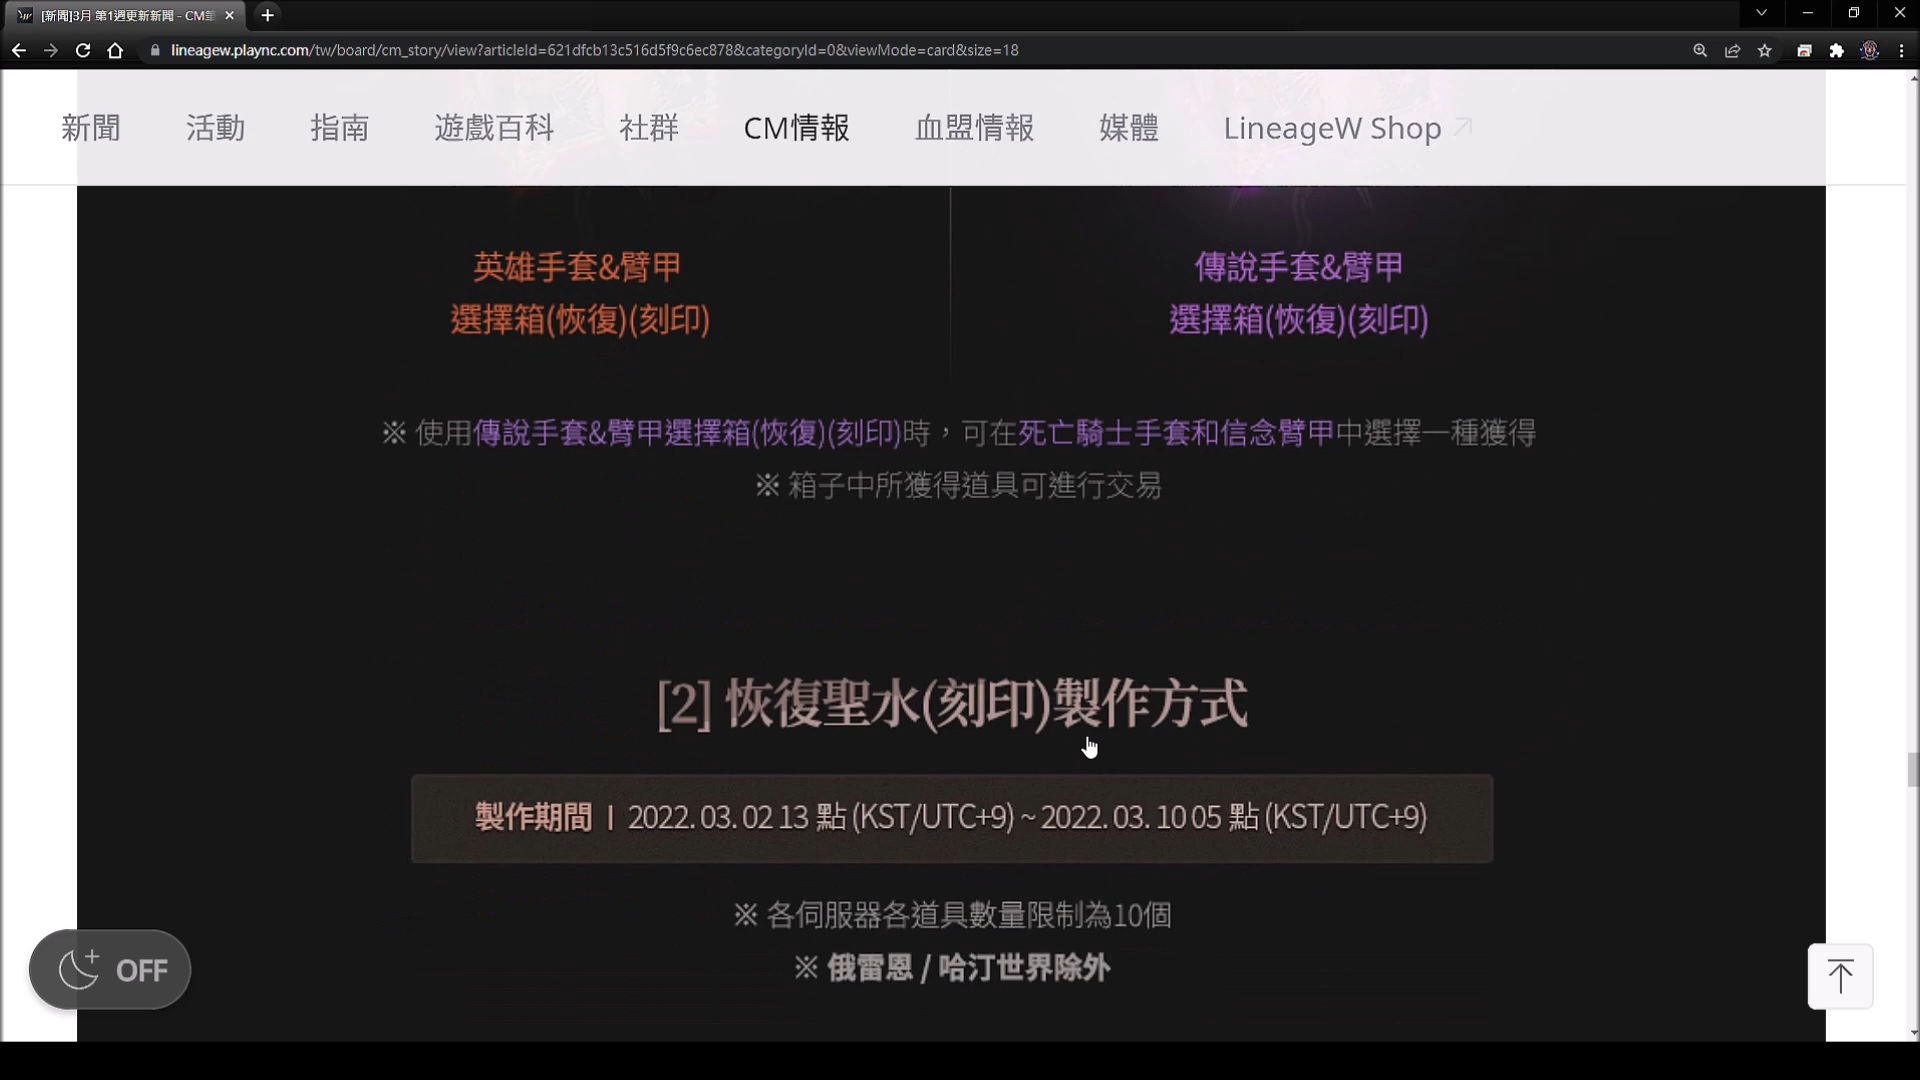 [新聞]3月 第1週更新新聞 - CM
lineagew.plaync.com/tw/board/cm_story/view?articleId=621dfcb13c516d5f9c6ec878&categoryId=0&viewMode=card&size=18
新聞 活動 指南 遊戲百科 社群 CM情報 血盟情報 媒體 LineageW Shop
英雄手套&臂甲
選擇箱(恢復)(刻印)
傳說手套&臂甲
選擇箱(恢復)(刻印)
※ 使用傳說手套&臂甲選擇箱(恢復)(刻印)時，可在死亡騎士手套和信念臂甲中選擇一種獲得
※ 箱子中所獲得道具可進行交易
[2] 恢復聖水(刻印)製作方式
製作期間 | 2022. 03. 02 13 點 (KST/UTC+9) ~ 2022. 03. 10 05 點 (KST/UTC+9)
※ 各伺服器各道具數量限制為10個
※ 俄雷恩 / 哈汀世界除外
OFF